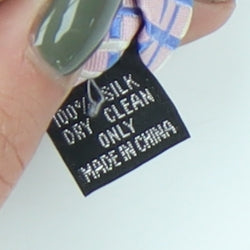 100% SILK
DRY CLEAN
ONLY
MADE IN CHINA